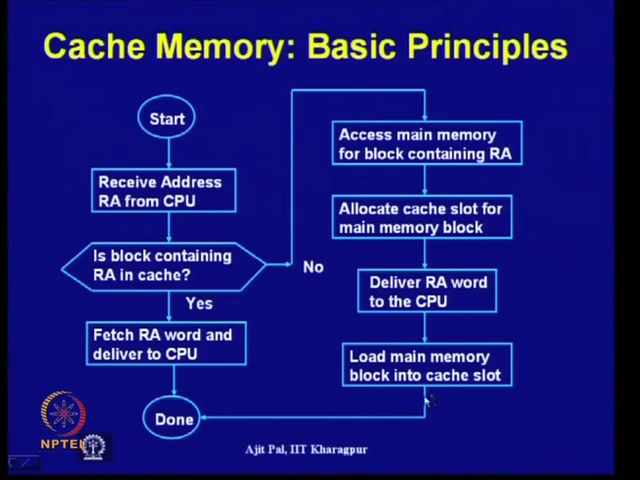 Cache Memory: Basic Principles
Start
Receive Address
RA from CPU
Is block containing
RA in cache?
Yes
Fetch RA word and
deliver to CPU
Done
No
Access main memory
for block containing RA
Allocate cache slot for
main memory block
Deliver RA word
to the CPU
Load main memory
block into cache slot
NPTEL
Ajit Pal, IIT Kharagpur